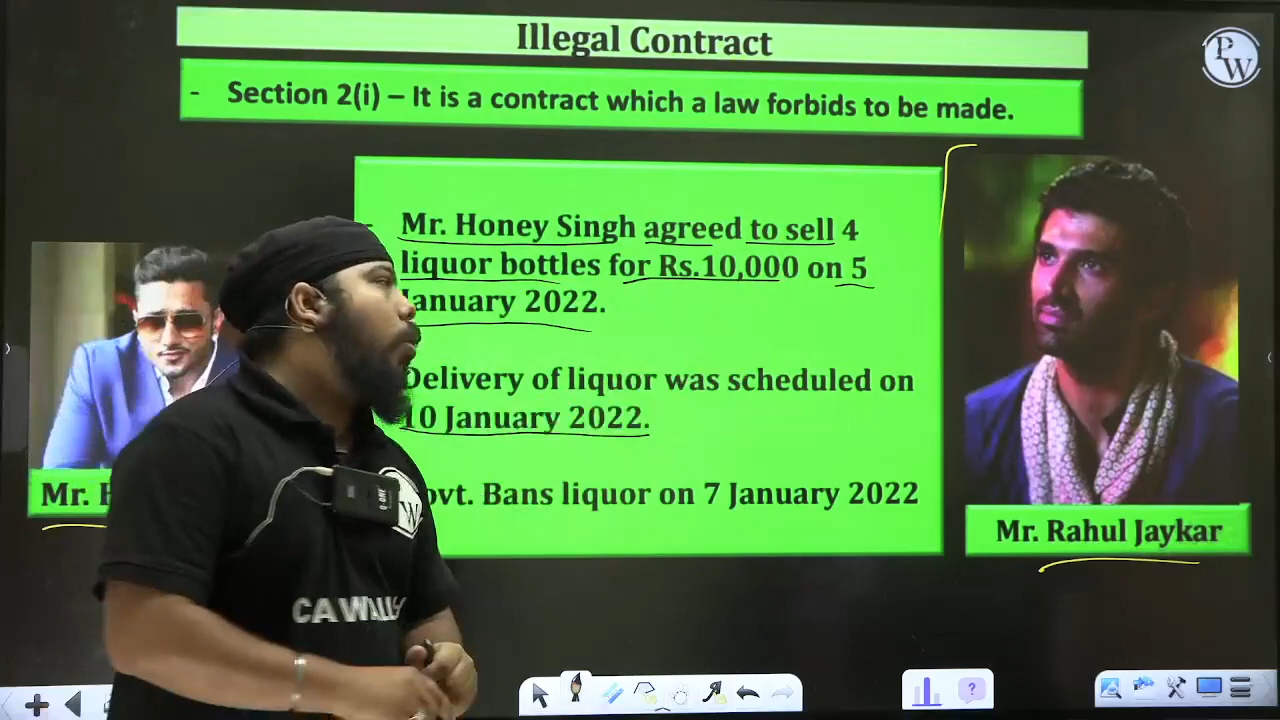 Illegal Contract
P
W
- Section 2(i) – It is a contract which a law forbids to be made.
- Mr. Honey Singh agreed to sell 4
liquor bottles for Rs.10,000 on 5
January 2022.
Delivery of liquor was scheduled on
10 January 2022.
Bans liquor on 7 January 2022
Mr.
Mr. Rahul Jaykar
CA